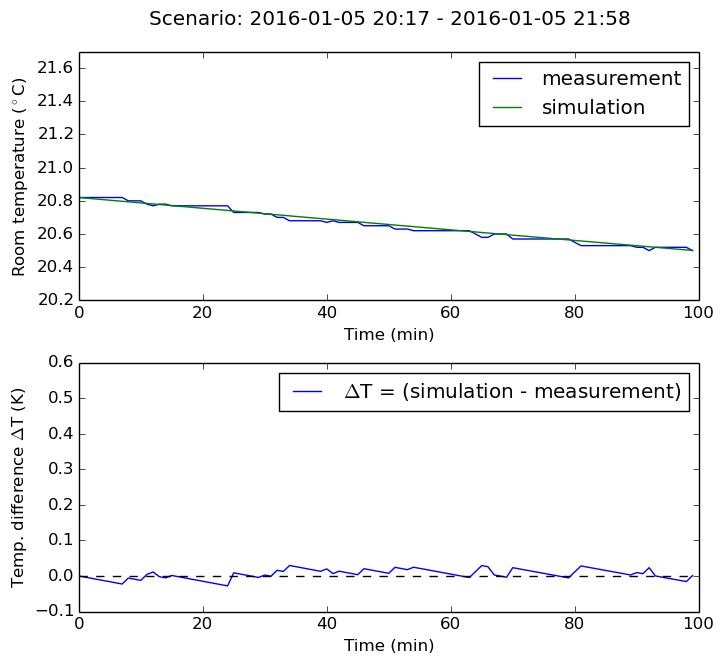 Scenario: 2016-01-05 20:17 - 2016-01-05 21:58
Room temperature (°C)
21.6
21.4
21.2
21.0
20.8
20.6
20.4
20.2
measurement
simulation
0 20 40 60 80 100
Time (min)
Temp. difference ΔT (K)
0.6
0.5
0.4
0.3
0.2
0.1
0.0
−0.1
ΔT = (simulation - measurement)
0 20 40 60 80 100
Time (min)